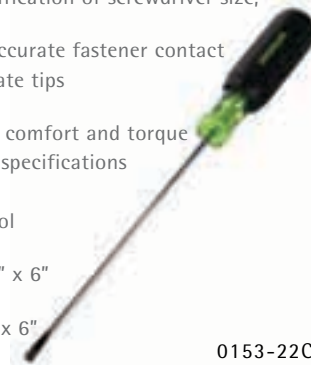 ification of screwdriver size,
ccurate fastener contact
ate tips
comfort and torque
specifications
ol
" x 6"
x 6"
0153-22C